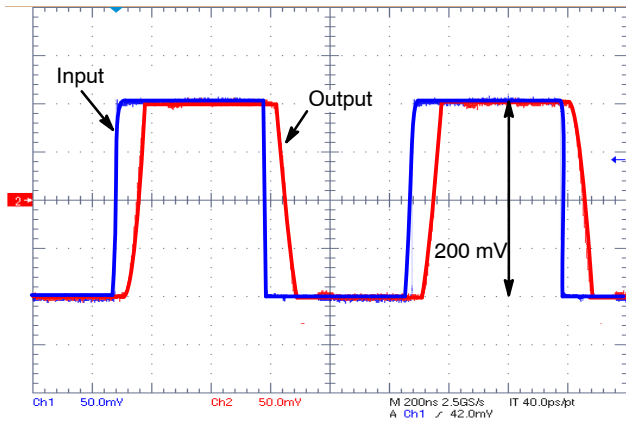 Input
Output
2
200 mV
Ch1 50.0mV Ch2 50.0mV M 200ns 2.5GS/s IT 40.0ps/pt
A Ch1 ⁄ 42.0mV